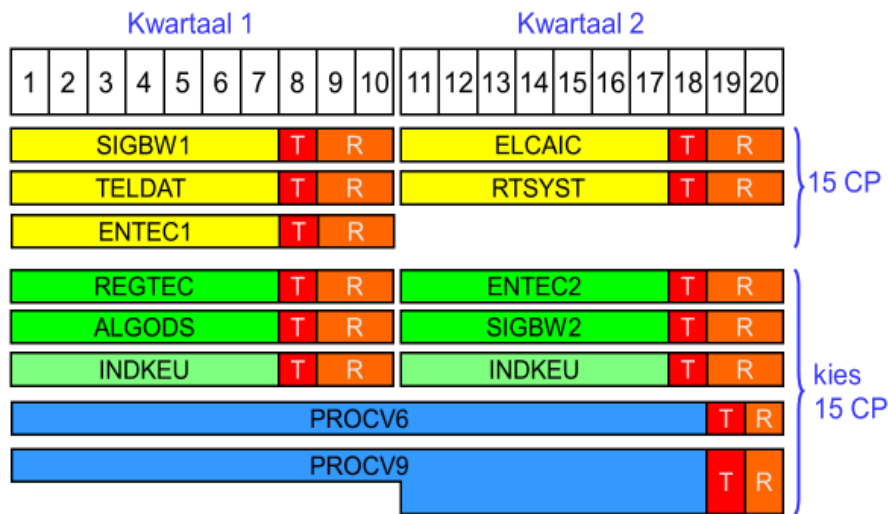 Kwartaal 1 Kwartaal 2
1 2 3 4 5 6 7 8 9 10 11 12 13 14 15 16 17 18 19 20
SIGBW1 T R ELCAIC T R
TELDAT T R RTSYST T R
15 CP
ENTEC1 T R
REGTEC T R ENTEC2 T R
ALGODS T R SIGBW2 T R
INDKEU T R INDKEU T R
kies
15 CP
PROCV6 T R
PROCV9 T R